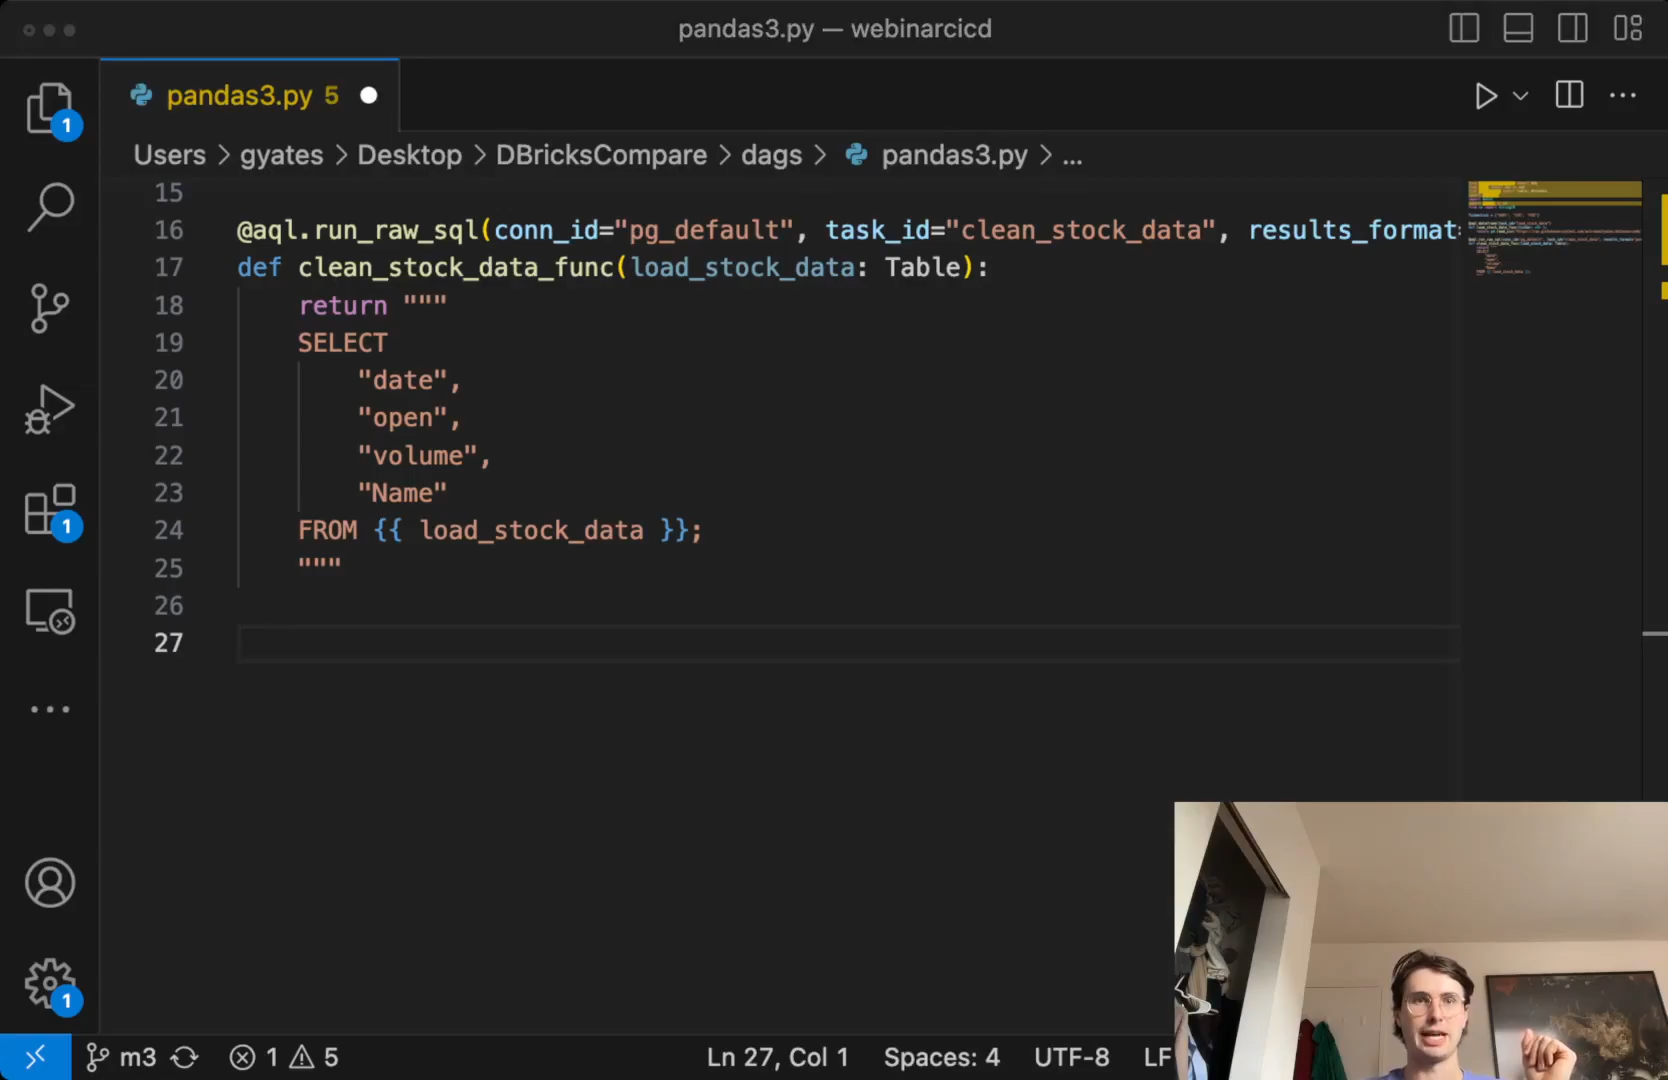 pandas3.py — webinarcicd
1
pandas3.py 5
Users > gyates > Desktop > DBricksCompare > dags > pandas3.py > ...
15
16 @aql.run_raw_sql(conn_id="pg_default", task_id="clean_stock_data", results_format=
17 def clean_stock_data_func(load_stock_data: Table):
18 return """
19 SELECT
20 "date",
21 "open",
22 "volume",
23 "Name"
24 FROM {{ load_stock_data }};
25 """
26
27
1
1
m3 1 5 Ln 27, Col 1 Spaces: 4 UTF-8 LF